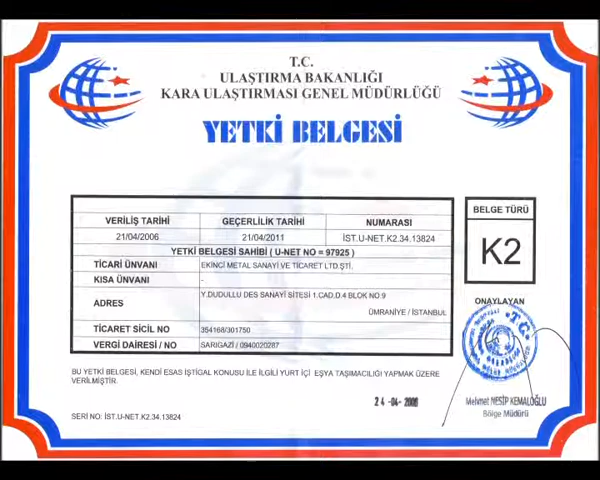 T.C.
ULAŞTIRMA BAKANLIĞI
KARA ULAŞTIRMASI GENEL MÜDÜRLÜĞÜ
YETKİ BELGESİ
BELGE TÜRÜ
K2
VERİLİŞ TARİHİ GEÇERLİLİK TARİHİ NUMARASI
21/04/2006 21/04/2011 İST.U-NET.K2.34.13824
YETKİ BELGESİ SAHİBİ ( U-NET NO = 97925 )
TİCARİ ÜNVANI EKİNCİ METAL SANAYİ VE TİCARET LTD.ŞTİ.
KISA ÜNVANI -
ADRES Y.DUDULLU DES SANAYİ SİTESİ 1.CAD.D.4 BLOK NO.9
ÜMRANİYE / İSTANBUL
TİCARET SİCİL NO 354168/301750
VERGİ DAİRESİ / NO SARIGAZİ / 0940020287
ONAYLAYAN
T.C.
BU YETKİ BELGESİ, KENDİ ESAS İŞTİGAL KONUSU İLE İLGİLİ YURT İÇİ EŞYA TAŞIMACILIĞI YAPMAK ÜZERE
VERİLMİŞTİR.
24 -04-
Mehmet NESİP KEMALOĞLU
Bölge Müdürü
SERİ NO: İST.U-NET.K2.34.13824